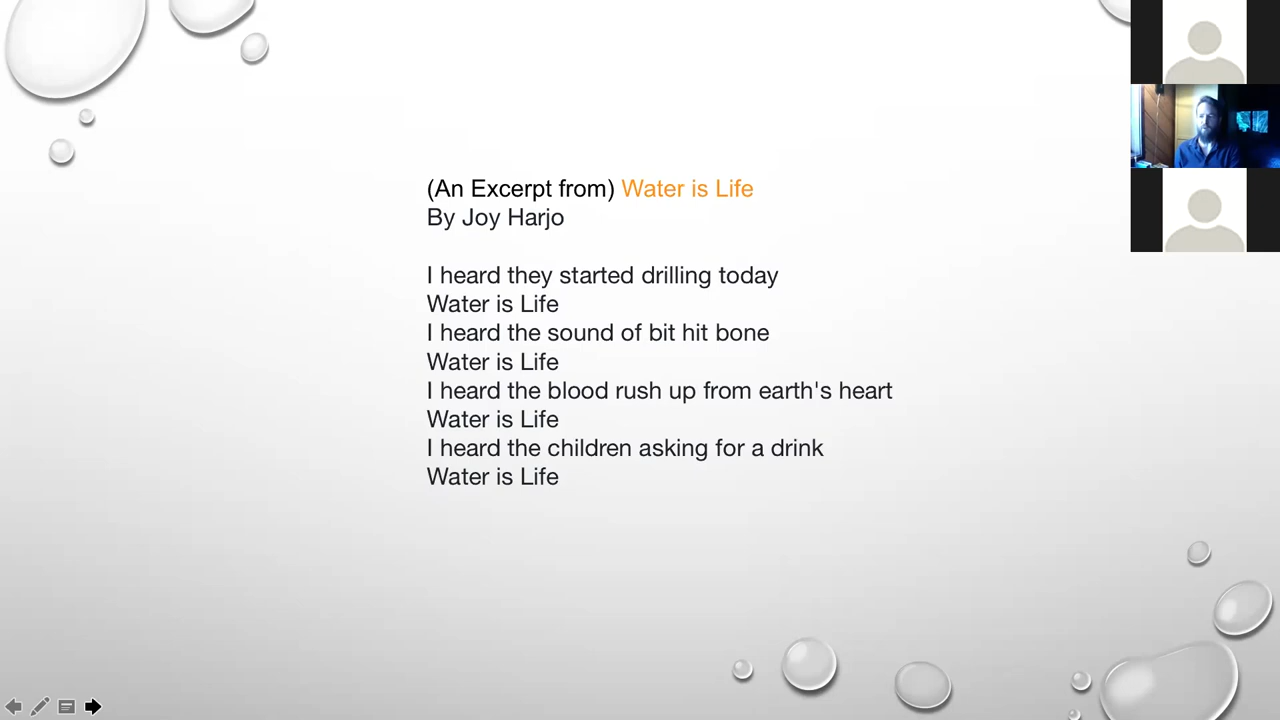 (An Excerpt from) Water is Life
By Joy Harjo
I heard they started drilling today
Water is Life
I heard the sound of bit hit bone
Water is Life
I heard the blood rush up from earth's heart
Water is Life
I heard the children asking for a drink
Water is Life